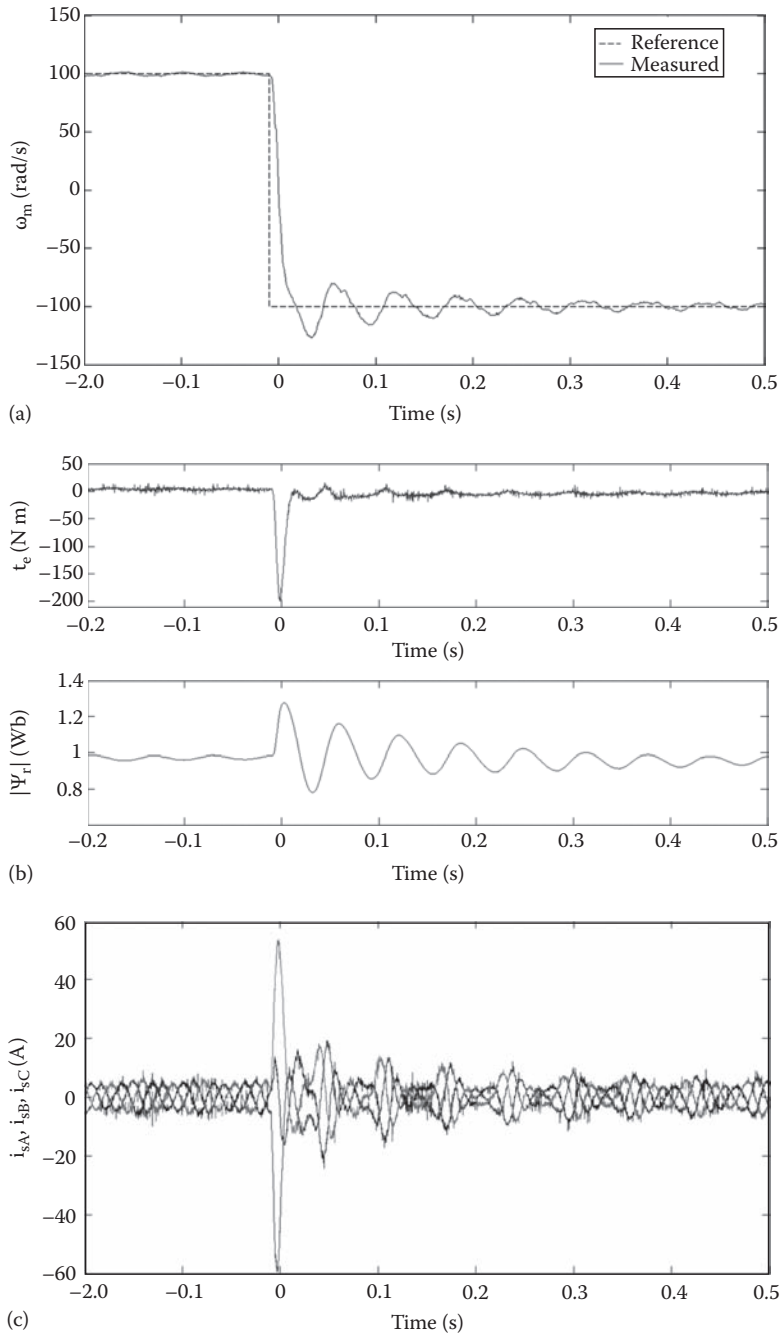 150
Reference
Measured
100
50
0
−50
−100
−150
ωm (rad/s)
−2.0 −0.1 0 0.1 0.2 0.3 0.4 0.5
Time (s)
(a)
50
0
−50
−100
−150
−200
te (N m)
−0.2 −0.1 0 0.1 0.2 0.3 0.4 0.5
Time (s)
1.4
1.2
1
0.8
|Ψr| (Wb)
−0.2 −0.1 0 0.1 0.2 0.3 0.4 0.5
Time (s)
(b)
60
40
20
0
−20
−40
−60
isA, isB, isC (A)
−2.0 −0.1 0 0.1 0.2 0.3 0.4 0.5
Time (s)
(c)